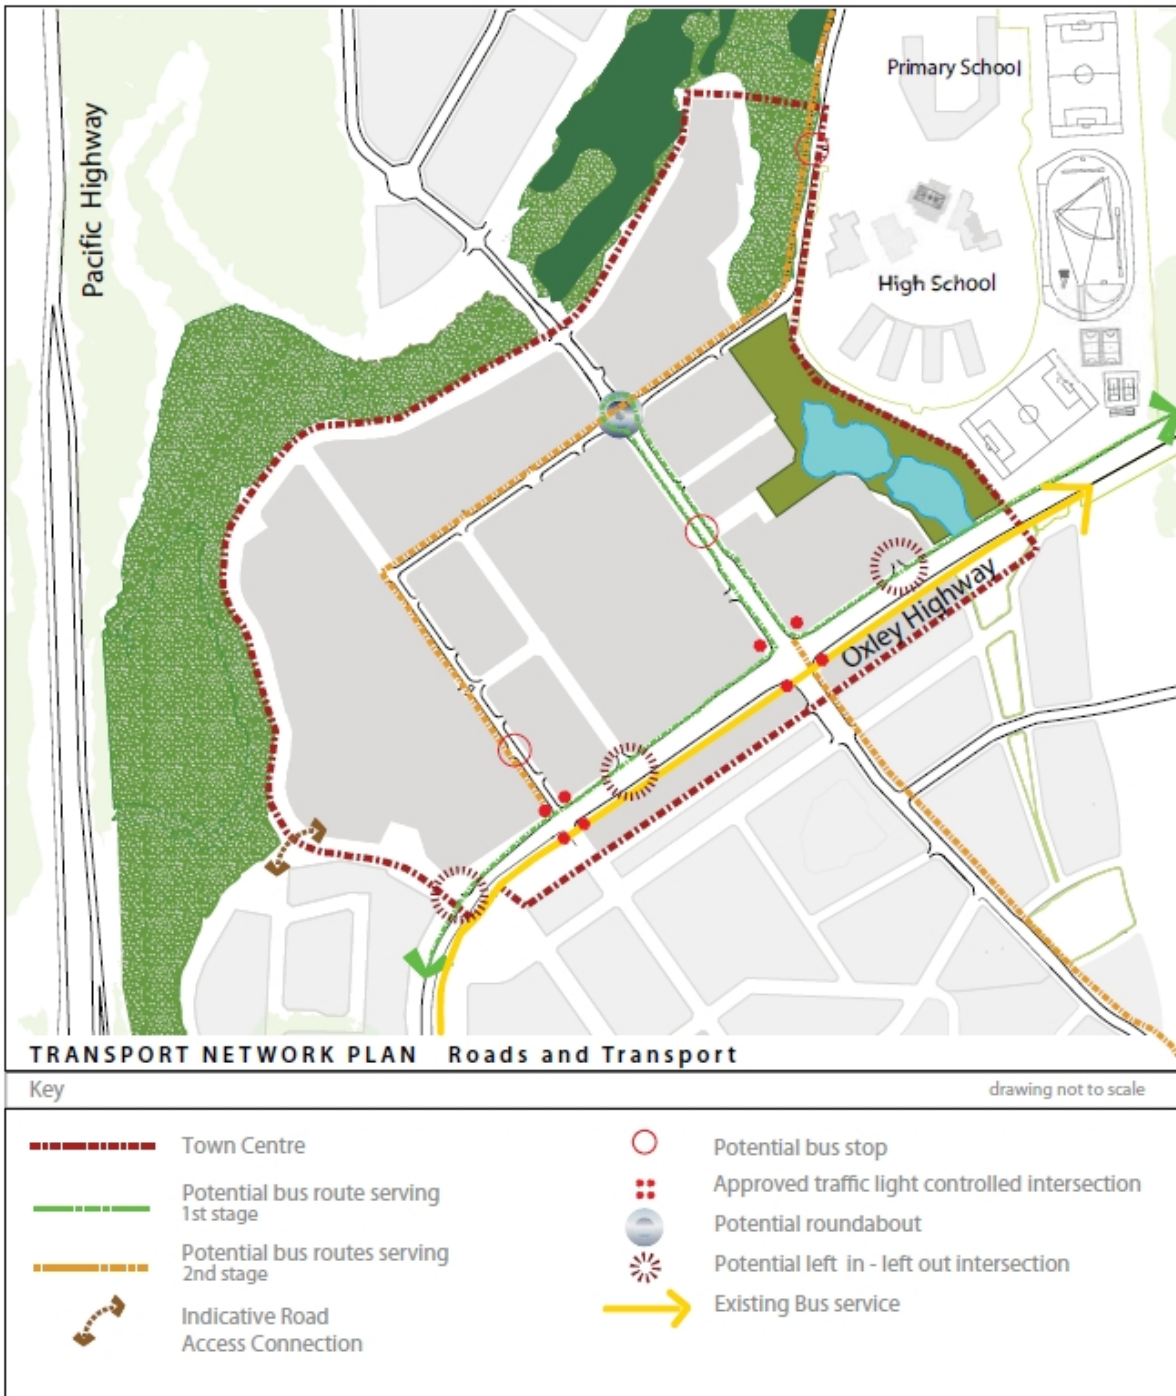 Primary School
Pacific Highway
High School
Oxley Highway
TRANSPORT NETWORK PLAN Roads and Transport
Key
drawing not to scale
Town Centre
Potential bus route serving
1st stage
Potential bus routes serving
2nd stage
Indicative Road
Access Connection
Potential bus stop
Approved traffic light controlled intersection
Potential roundabout
Potential left in - left out intersection
Existing Bus service